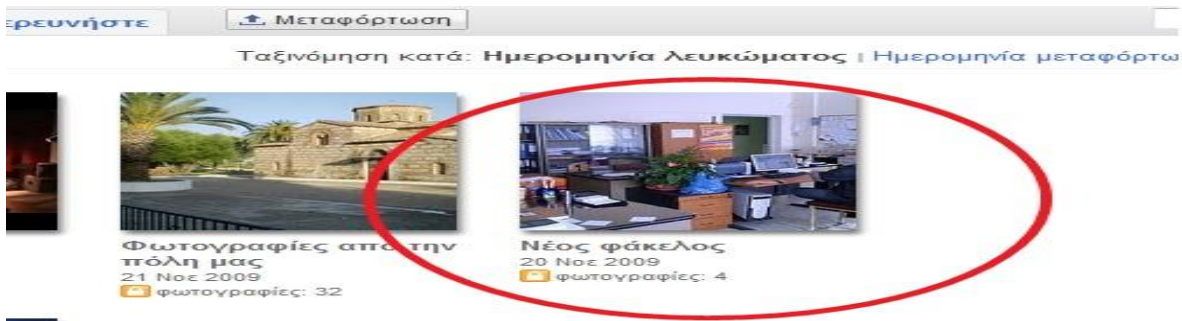 ερευνήστε
Μεταφόρτωση
Ταξινόμηση κατά: Ημερομηνία λευκώματος | Ημερομηνία μεταφόρτω
Φωτογραφίες από την
πόλη μας
21 Νοε 2009
φωτογραφίες: 32
Νέος φάκελος
20 Νοε 2009
φωτογραφίες: 4